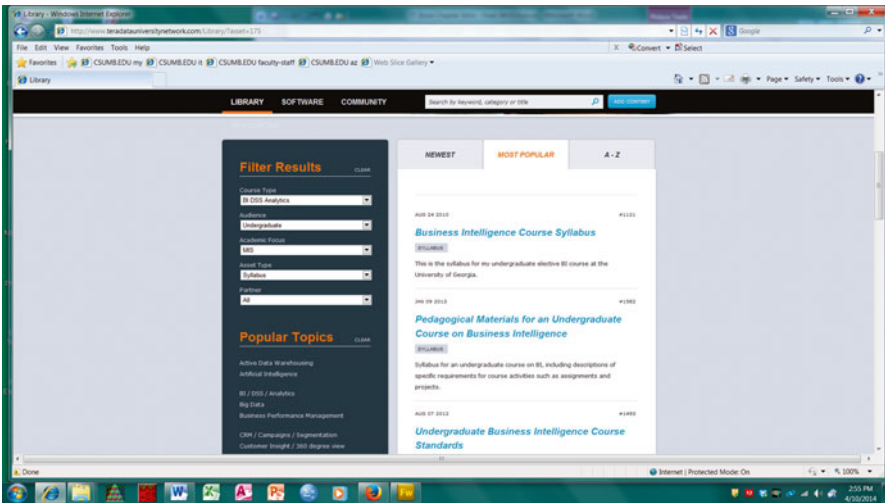 Library - Windows Internet Explorer
http://www.teradatauniversitynetwork.com/Library/?asset=175
Google
File Edit View Favorites Tools Help
X Convert Select
Favorites CSUMB.EDU my CSUMB.EDU it CSUMB.EDU faculty-staff CSUMB.EDU az Web Slice Gallery
Library
Page Safety Tools
LIBRARY SOFTWARE COMMUNITY
Search by keyword, category or title
ADD CONTENT
Filter Results
CLEAR
Course Type
BI DSS Analytics
Audience
Undergraduate
Academic Focus
MIS
Asset Type
Syllabus
Partner
All
Popular Topics
CLEAR
Active Data Warehousing
Artificial Intelligence
BI / DSS / Analytics
Big Data
Business Performance Management
CRM / Campaigns / Segmentation
Customer Insight / 360 degree view
NEWEST MOST POPULAR A - Z
AUG 24 2010
Business Intelligence Course Syllabus
SYLLABUS
This is the syllabus for my undergraduate elective BI course at the
University of Georgia.
JAN 09 2013
Pedagogical Materials for an Undergraduate
Course on Business Intelligence
SYLLABUS
Syllabus for an undergraduate course on BI, including descriptions of
specific requirements for course activities such as assignments and
projects.
AUG 07 2012
Undergraduate Business Intelligence Course
Standards
Done
Internet | Protected Mode: On
100%
2:55 PM
4/10/2014